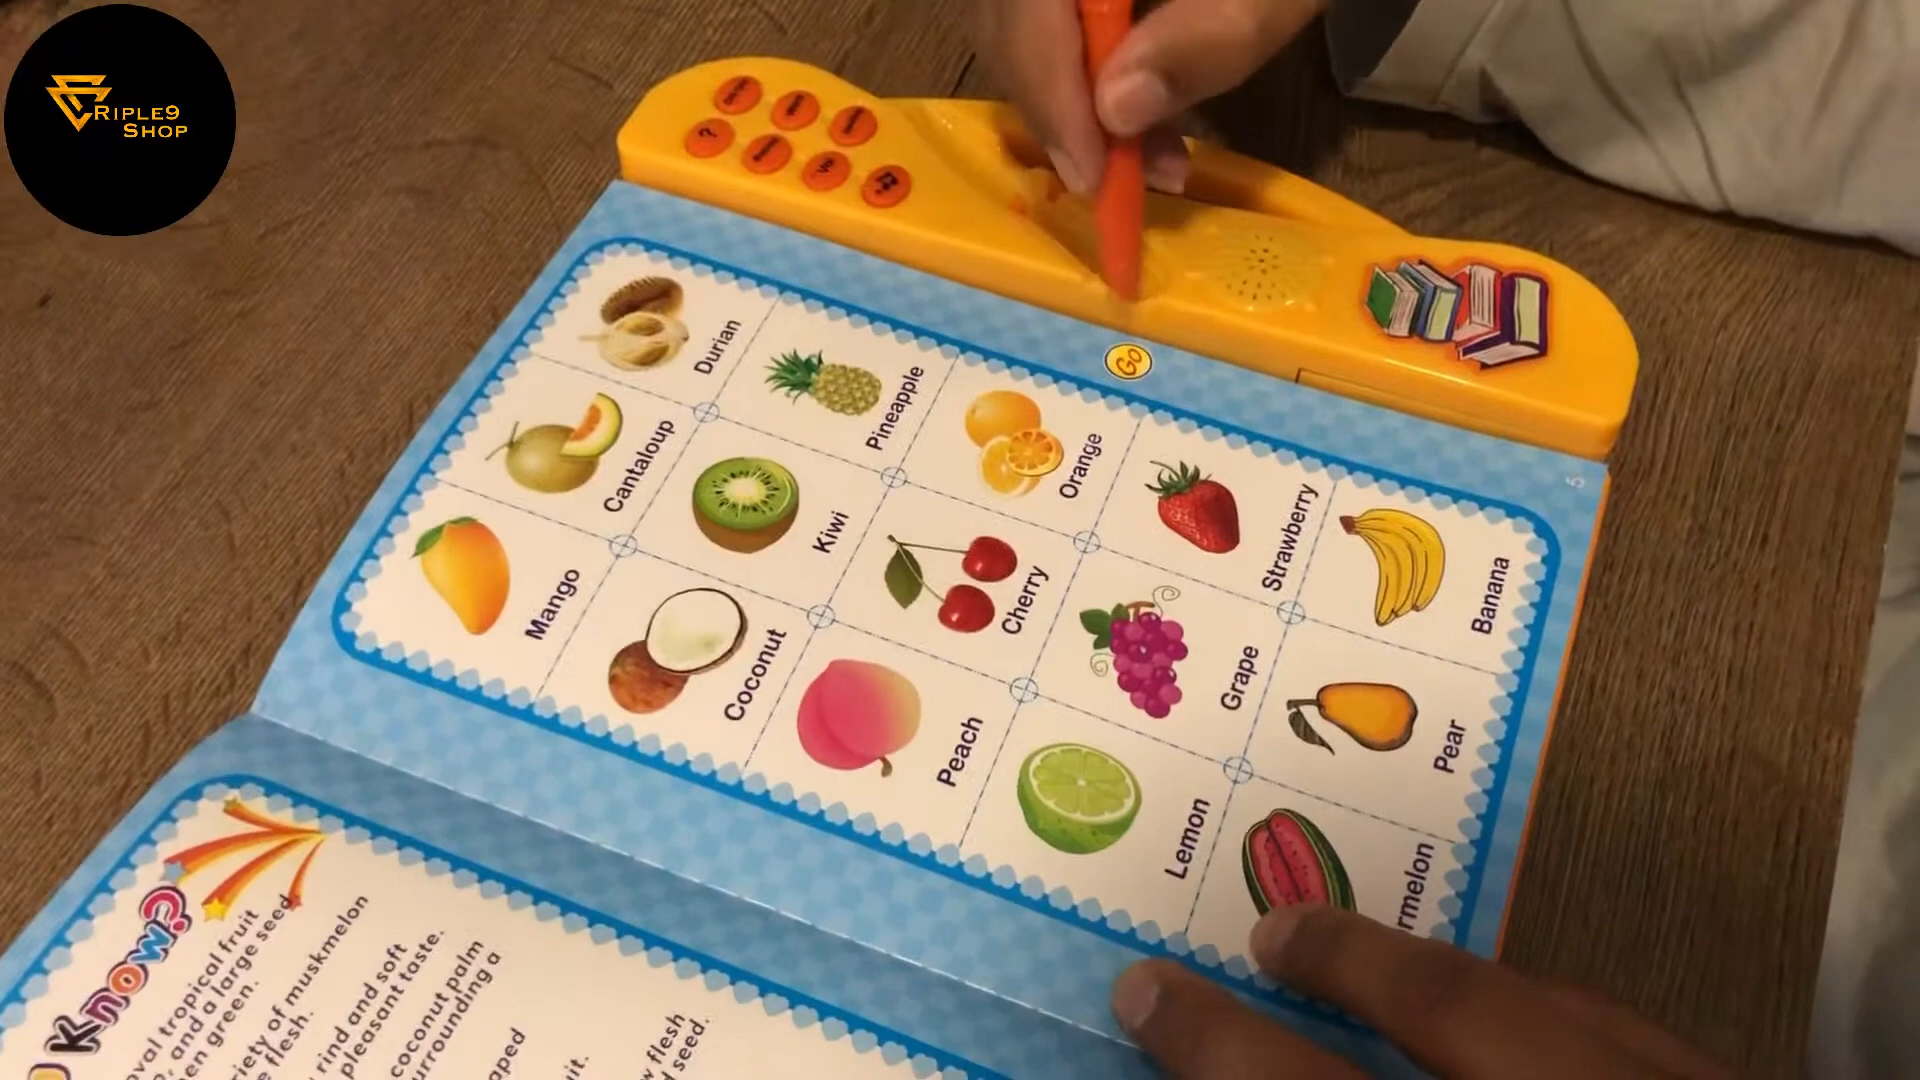 RIPLE9
SHOP
Go
5
Durian
Pineapple
Orange
Strawberry
Banana
Cantaloup
Kiwi
Cherry
Grape
Pear
Mango
Coconut
Peach
Lemon
rmelon
Know?
oval tropical fruit
, and a large seed
en green.
riety of muskmelon
e flesh.
rind and soft
pleasant taste.
coconut palm
urrounding a
aped
uit.
w flesh
d seed.